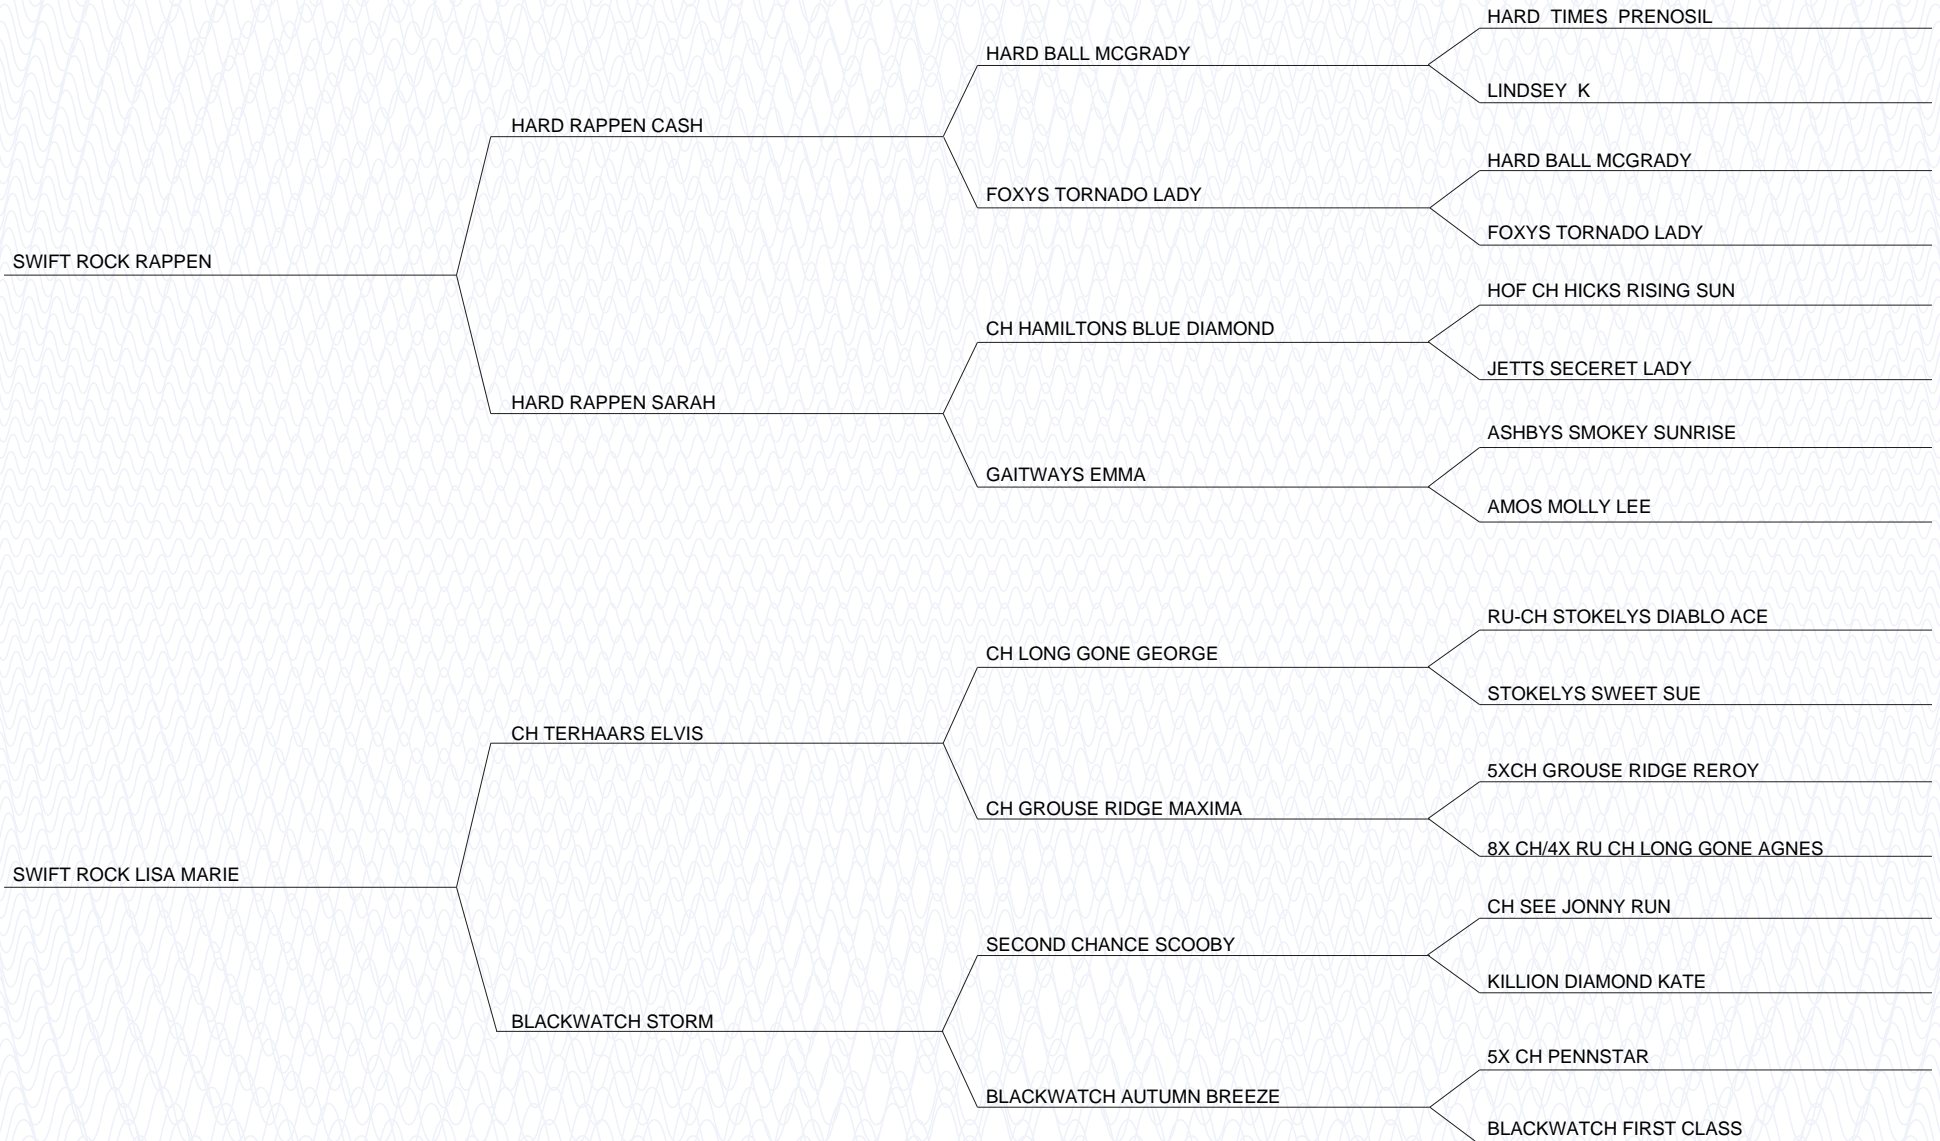 HARD TIMES PRENOSIL
HARD BALL MCGRADY
LINDSEY K
HARD RAPPEN CASH
HARD BALL MCGRADY
FOXYS TORNADO LADY
FOXYS TORNADO LADY
SWIFT ROCK RAPPEN
HOF CH HICKS RISING SUN
CH HAMILTONS BLUE DIAMOND
JETTS SECERET LADY
HARD RAPPEN SARAH
ASHBYS SMOKEY SUNRISE
GAITWAYS EMMA
AMOS MOLLY LEE
RU-CH STOKELYS DIABLO ACE
CH LONG GONE GEORGE
STOKELYS SWEET SUE
CH TERHAARS ELVIS
5XCH GROUSE RIDGE REROY
CH GROUSE RIDGE MAXIMA
8X CH/4X RU CH LONG GONE AGNES
SWIFT ROCK LISA MARIE
CH SEE JONNY RUN
SECOND CHANCE SCOOBY
KILLION DIAMOND KATE
BLACKWATCH STORM
5X CH PENNSTAR
BLACKWATCH AUTUMN BREEZE
BLACKWATCH FIRST CLASS